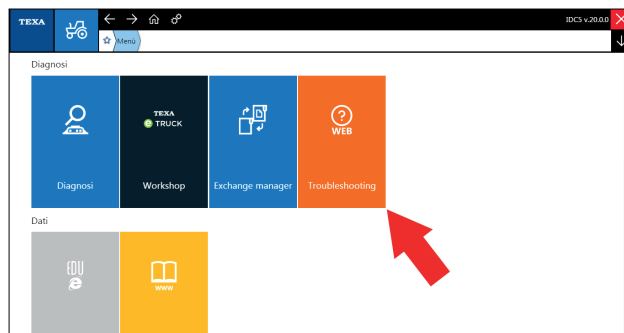 TEXA
IDC5 v.20.0.0
Menù
Diagnosi
TEXA
e TRUCK
?
WEB
Diagnosi
Workshop
Exchange manager
Troubleshooting
Dati
EDU
e
WWW